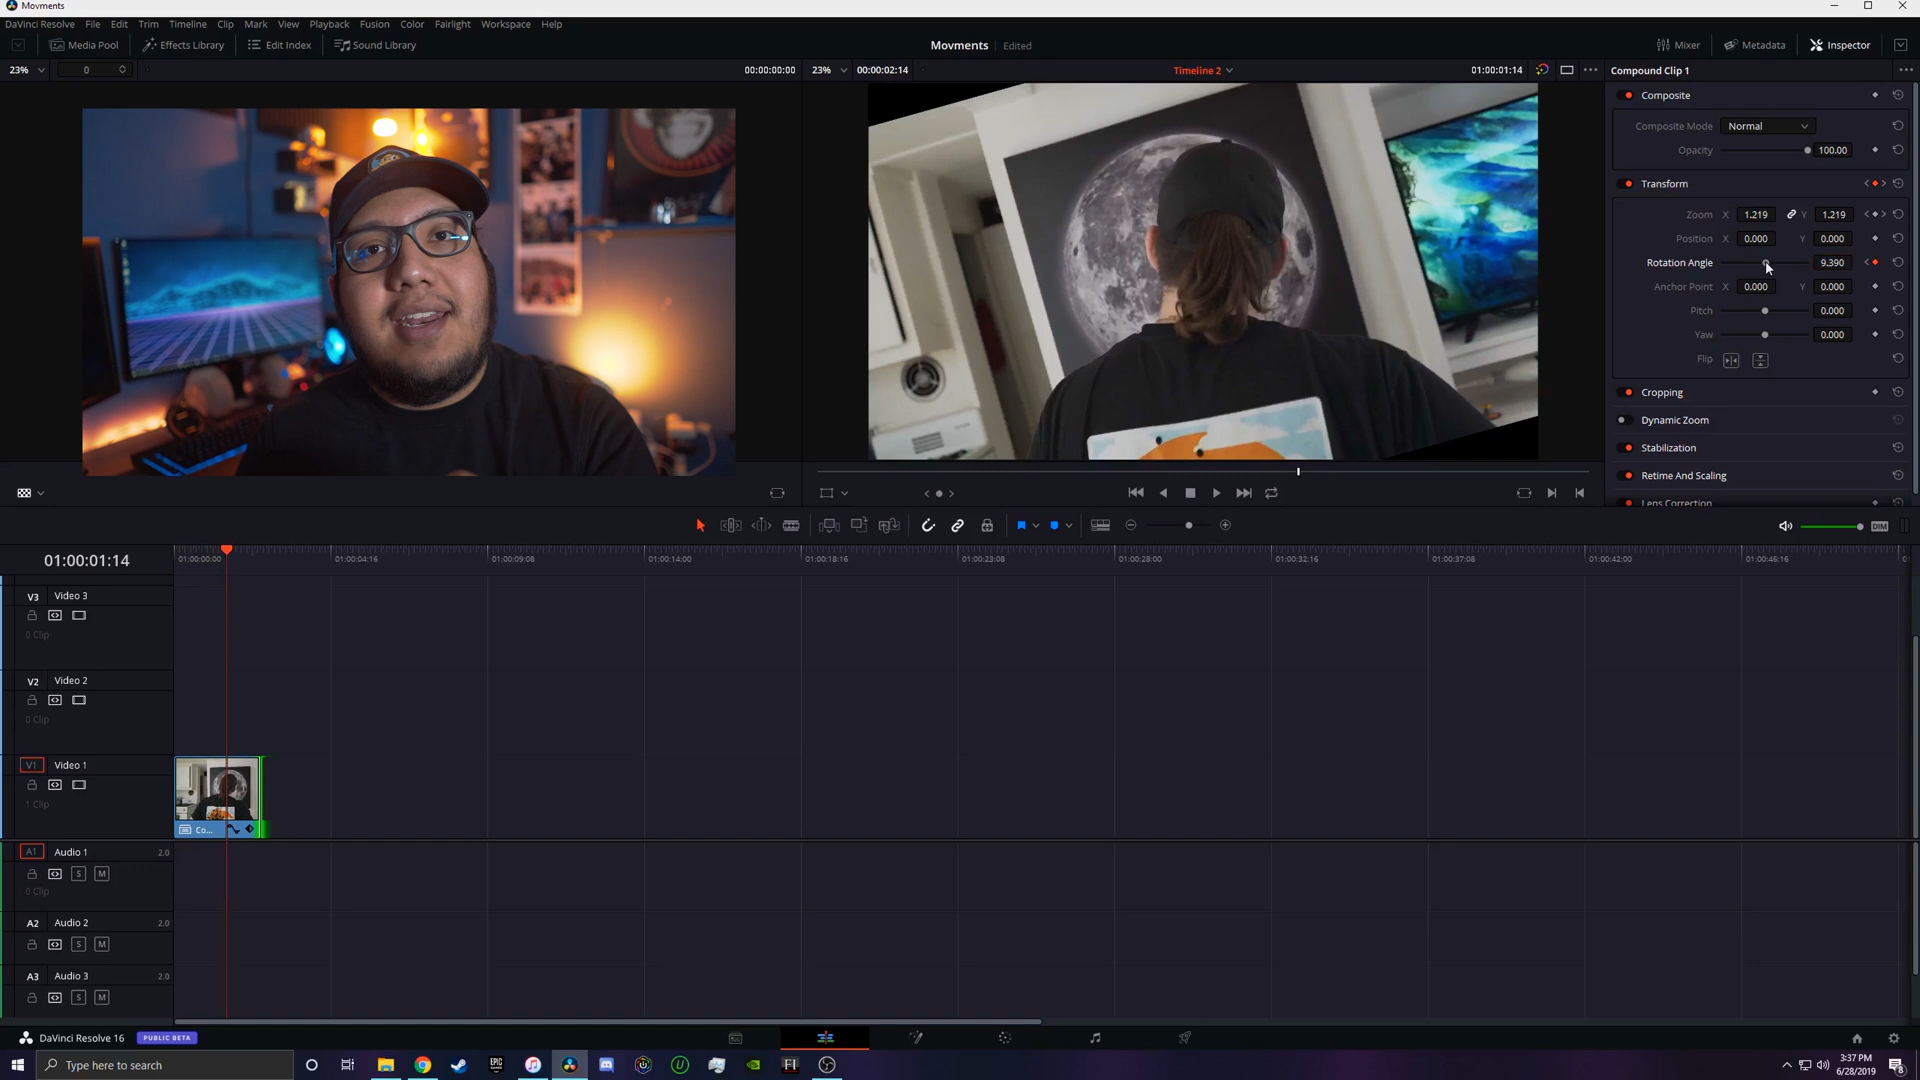 Movments
DaVinci Resolve File Edit Trim Timeline Clip Mark View Playback Fusion Color Fairlight Workspace Help
Media Pool Effects Library Edit Index Sound Library Movments Edited Mixer Metadata Inspector
23% 0 00:00:00:00 23% 00:00:02:14 Timeline 2 01:00:01:14 Compound Clip 1
Composite
Composite Mode Normal
Opacity 100.00
Transform
Zoom X 1.219 Y 1.219
Position X 0.000 Y 0.000
Rotation Angle 9.390
Anchor Point X 0.000 Y 0.000
Pitch 0.000
Yaw 0.000
Flip
Cropping
Dynamic Zoom
Stabilization
Retime And Scaling
Lens Correction
DIM
01:00:01:14 01:00:00:00 01:00:04:16 01:00:09:08 01:00:14:00 01:00:18:16 01:00:23:08 01:00:28:00 01:00:32:16 01:00:37:08 01:00:42:00 01:00:46:16
V3 Video 3
0 Clip
V2 Video 2
0 Clip
V1 Video 1
1 Clip
Co...
A1 Audio 1 2.0
S M
0 Clip
A2 Audio 2 2.0
S M
A3 Audio 3 2.0
S M
DaVinci Resolve 16 PUBLIC BETA
Type here to search EPIC GAMES U FI 3:37 PM
6/28/2019 8